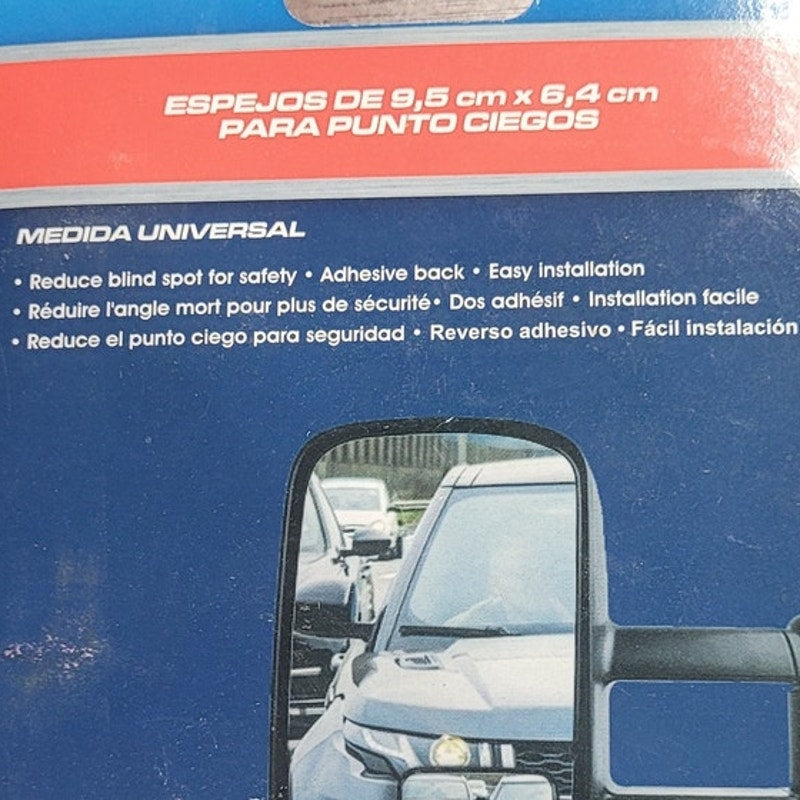 ESPEJOS DE 9,5 cm x 6,4 cm
PARA PUNTO CIEGOS
MEDIDA UNIVERSAL
• Reduce blind spot for safety • Adhesive back • Easy installation
• Réduire l'angle mort pour plus de sécurité• Dos adhésif • Installation facile
• Reduce el punto ciego para seguridad • Reverso adhesivo • Fácil instalación